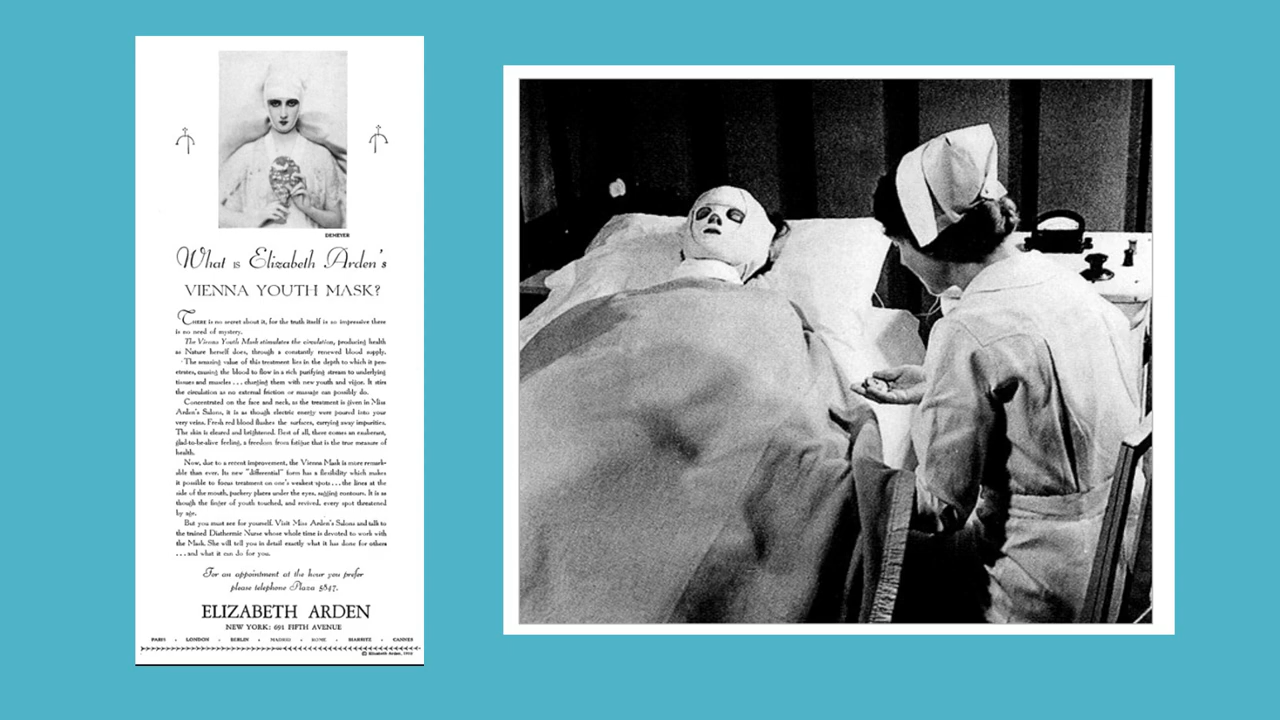 DEMEYER
What is Elizabeth Arden's
VIENNA YOUTH MASK?
THERE is no secret about it, for the truth itself is so impressive there
is no need of mystery.
The Vienna Youth Mask stimulates the circulation, producing health
as Nature herself does, through a constantly renewed blood supply.
The amazing value of this treatment lies in the depth to which it pen-
etrates, causing the blood to flow in a rich purifying stream to underlying
tissues and muscles . . . charging them with new youth and vigor. It stirs
the circulation as no external friction or massage can possibly do.
Concentrated on the face and neck, as the treatment is given in Miss
Arden's Salons, it is as though electric energy were poured into your
very veins. Fresh red blood flushes the surfaces, carrying away impurities.
The skin is cleared and brightened. Best of all, there comes an exuberant,
glad-to-be-alive feeling, a freedom from fatigue that is the true measure of
health.
Now, due to a recent improvement, the Vienna Mask is more remark-
able than ever. Its new "differential" form has a flexibility which makes
it possible to focus treatment on one's weakest spots . . . the lines at the
side of the mouth, puckery places under the eyes, sagging contours. It is as
though the finger of youth touched, and revived, every spot threatened
by age.
But you must see for yourself. Visit Miss Arden's Salons and talk to
the trained Diathermic Nurse whose whole time is devoted to work with
the Mask. She will tell you in detail exactly what it has done for others
. . . and what it can do for you.
For an appointment at the hour you prefer
please telephone Plaza 5847.
ELIZABETH ARDEN
NEW YORK: 691 FIFTH AVENUE
PARIS • LONDON • BERLIN • MADRID • ROME • BIARRITZ • CANNES
© Elizabeth Arden,